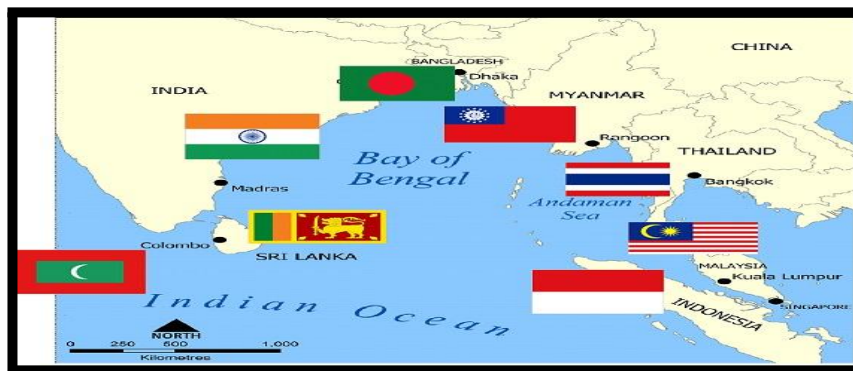 CHINA
BANGLADESH
Dhaka
INDIA
MYANMAR
Rangoon
Bay of
Bengal
THAILAND
Bangkok
Madras
Andaman
Sea
Colombo
SRI LANKA
MALAYSIA
Kuala Lumpur
SINGAPORE
INDONESIA
Indian Ocean
NORTH
0 250 500 1,000
Kilometres